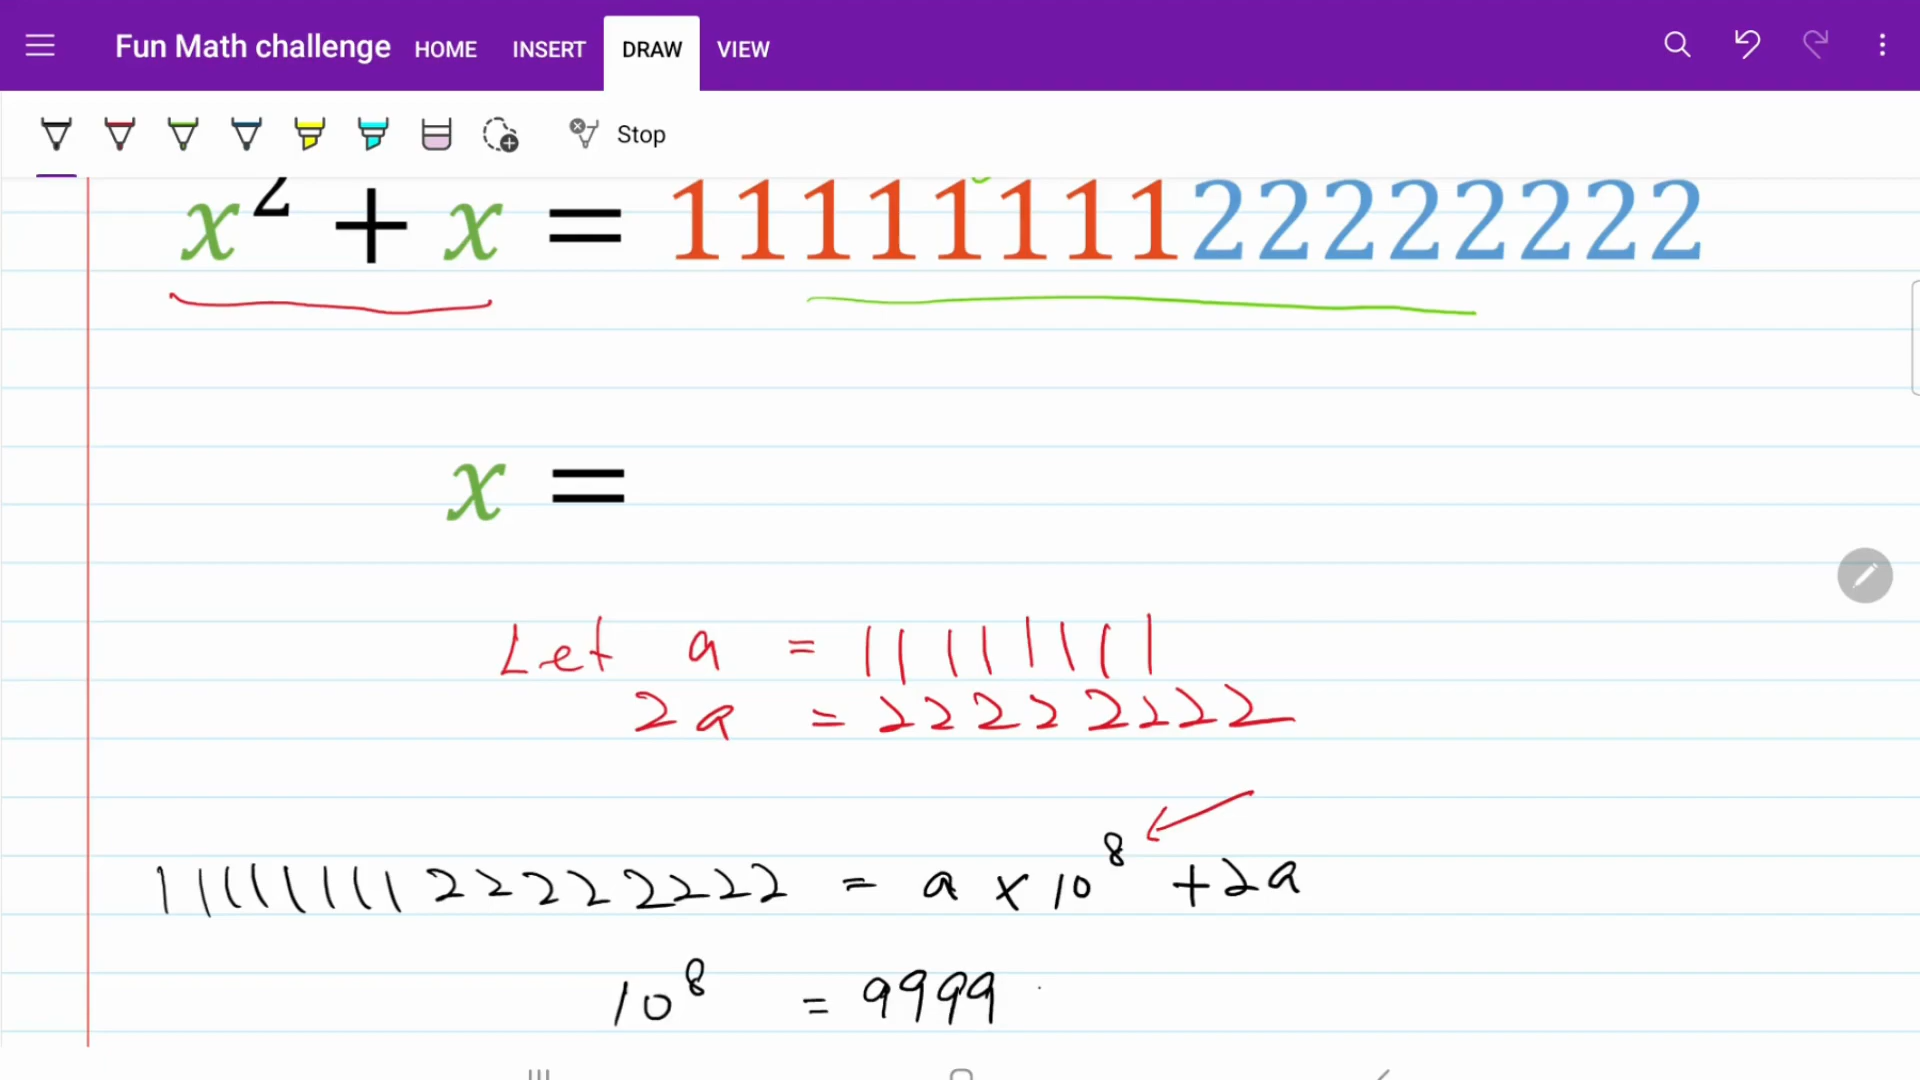 Fun Math challenge HOME INSERT DRAW VIEW
Stop
x² + x = 1111111122222222
x =
Let a = 11111111
2a = 22222222
1111111122222222 = a x 10⁸ + 2a
10⁸ = 9999